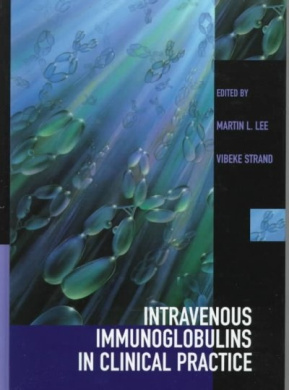 EDITED BY
MARTIN L. LEE
VIBEKE STRAND
INTRAVENOUS
IMMUNOGLOBULINS
IN CLINICAL PRACTICE